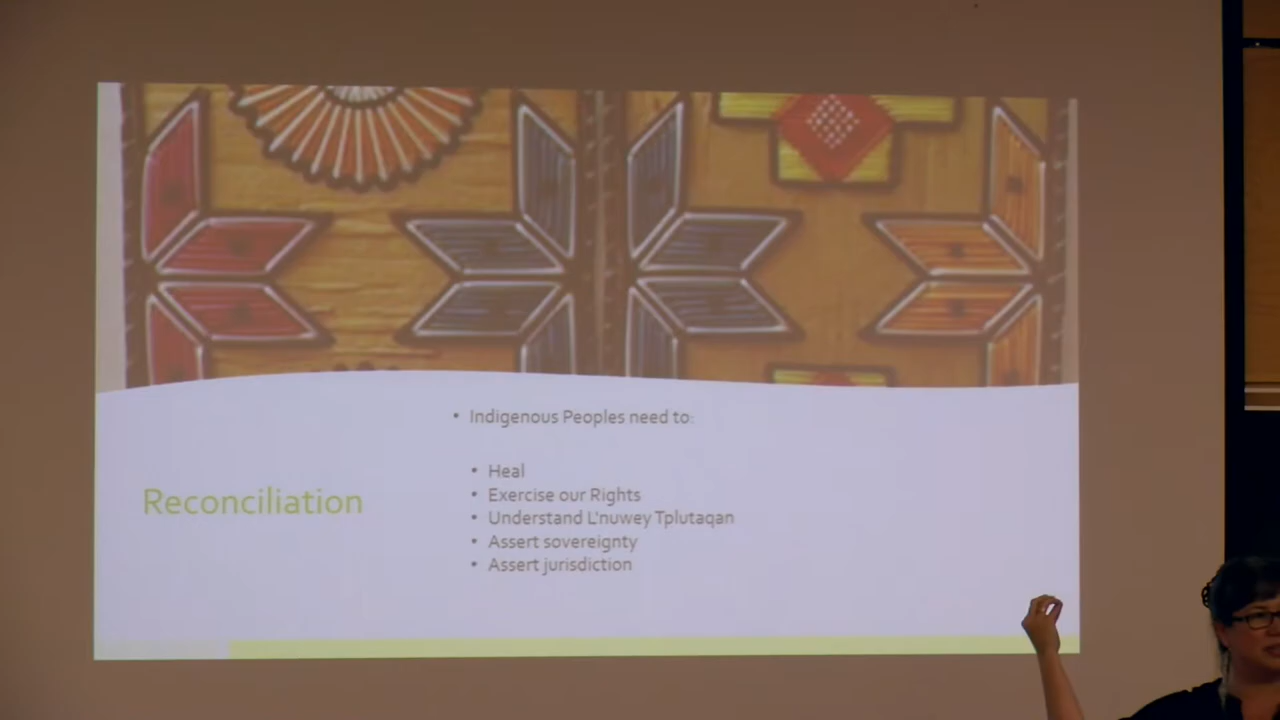 Reconciliation
• Indigenous Peoples need to:
• Heal
• Exercise our Rights
• Understand L'nuwey Tplutaqan
• Assert sovereignty
• Assert jurisdiction